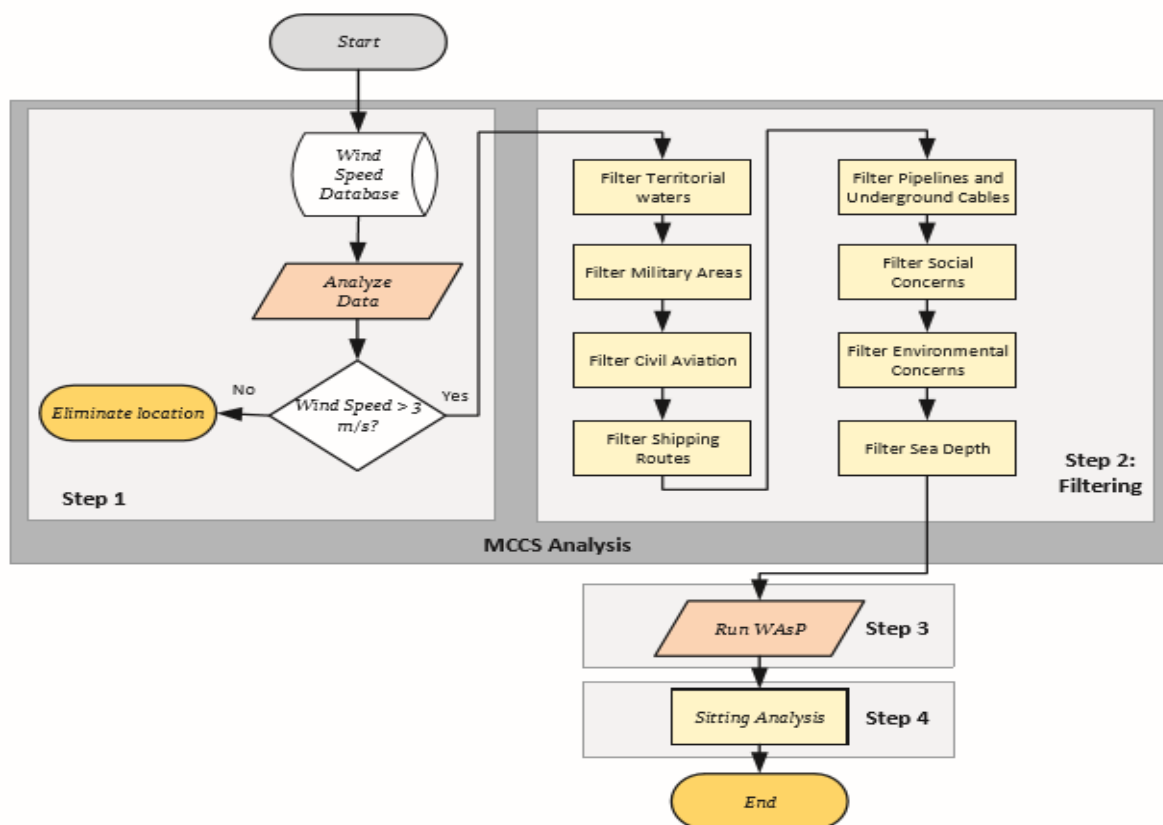 Start
Wind
Speed
Database
Analyze
Data
Wind Speed > 3
m/s?
No
Yes
Eliminate location
Step 1
Filter Territorial
waters
Filter Military Areas
Filter Civil Aviation
Filter Shipping
Routes
Filter Pipelines and
Underground Cables
Filter Social
Concerns
Filter Environmental
Concerns
Filter Sea Depth
Step 2:
Filtering
MCCS Analysis
Run WAsP
Step 3
Sitting Analysis
Step 4
End